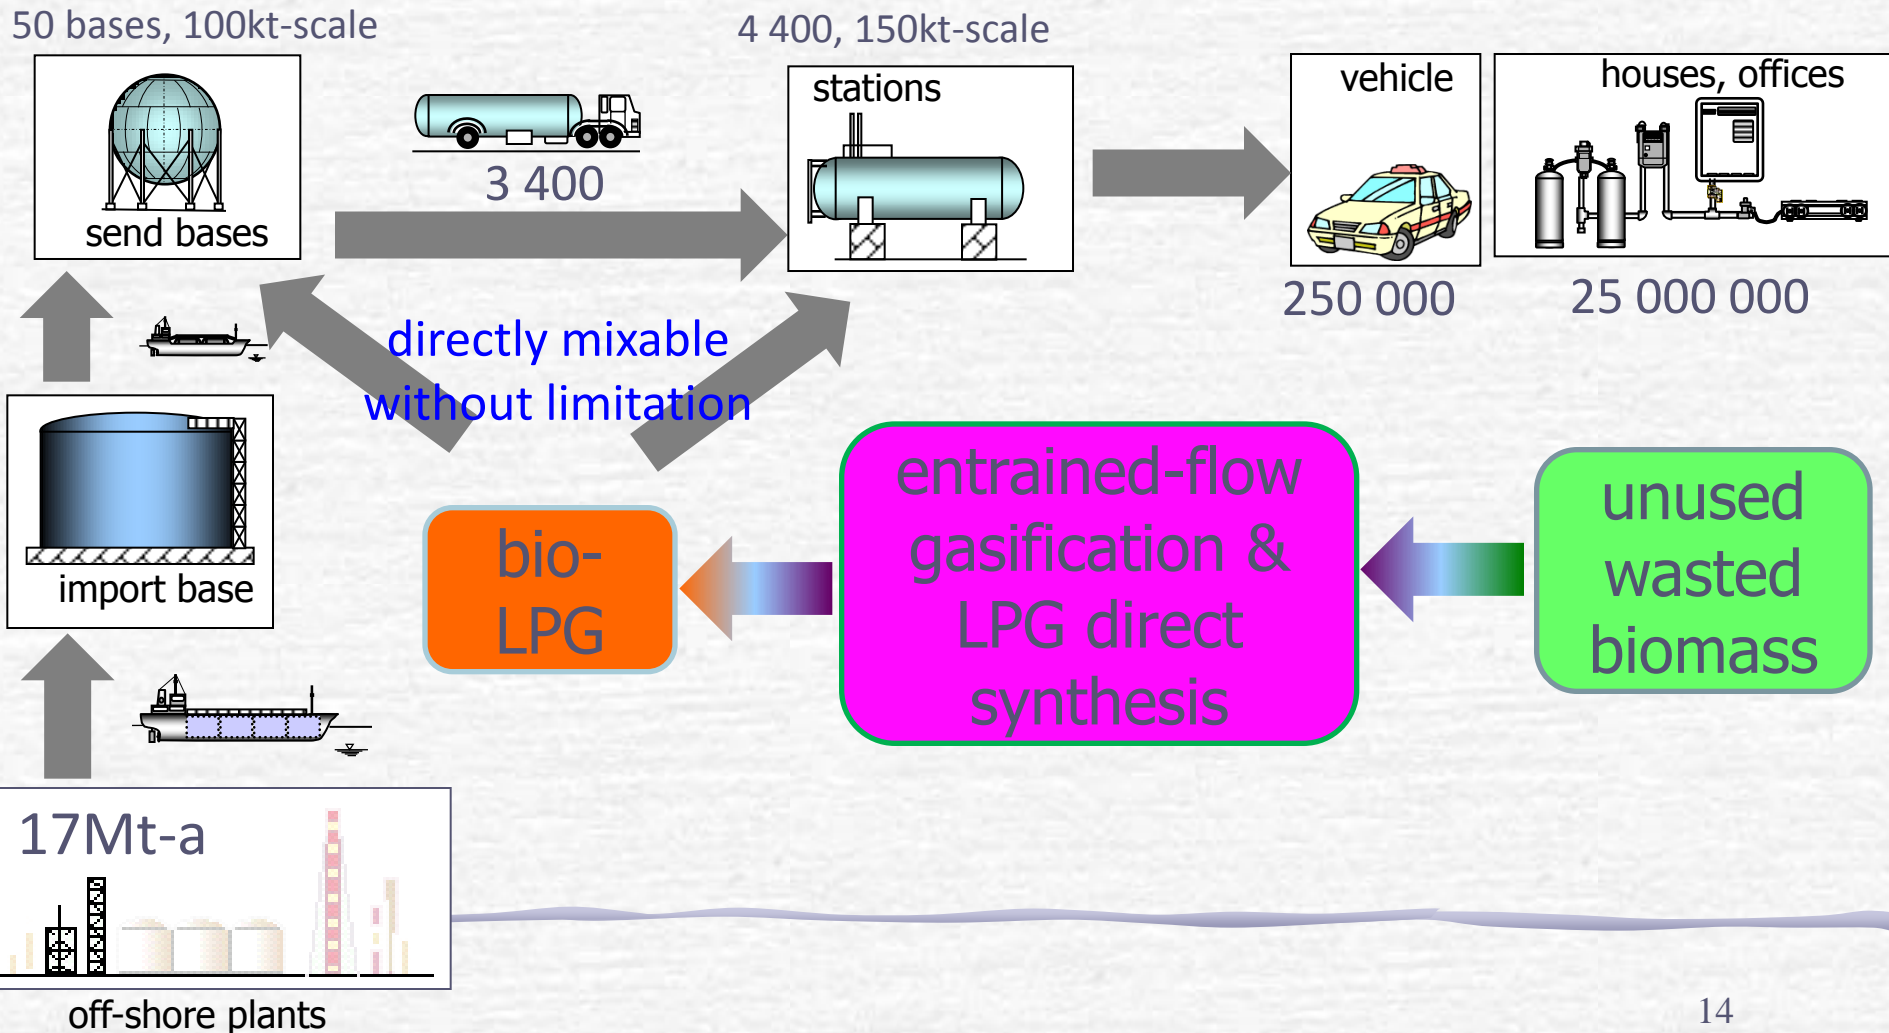 50 bases, 100kt-scale
4 400, 150kt-scale
send bases
3 400
stations
vehicle
houses, offices
250 000
25 000 000
directly mixable
without limitation
import base
bio-
LPG
entrained-flow
gasification &
LPG direct
synthesis
unused
wasted
biomass
17Mt-a
off-shore plants
14